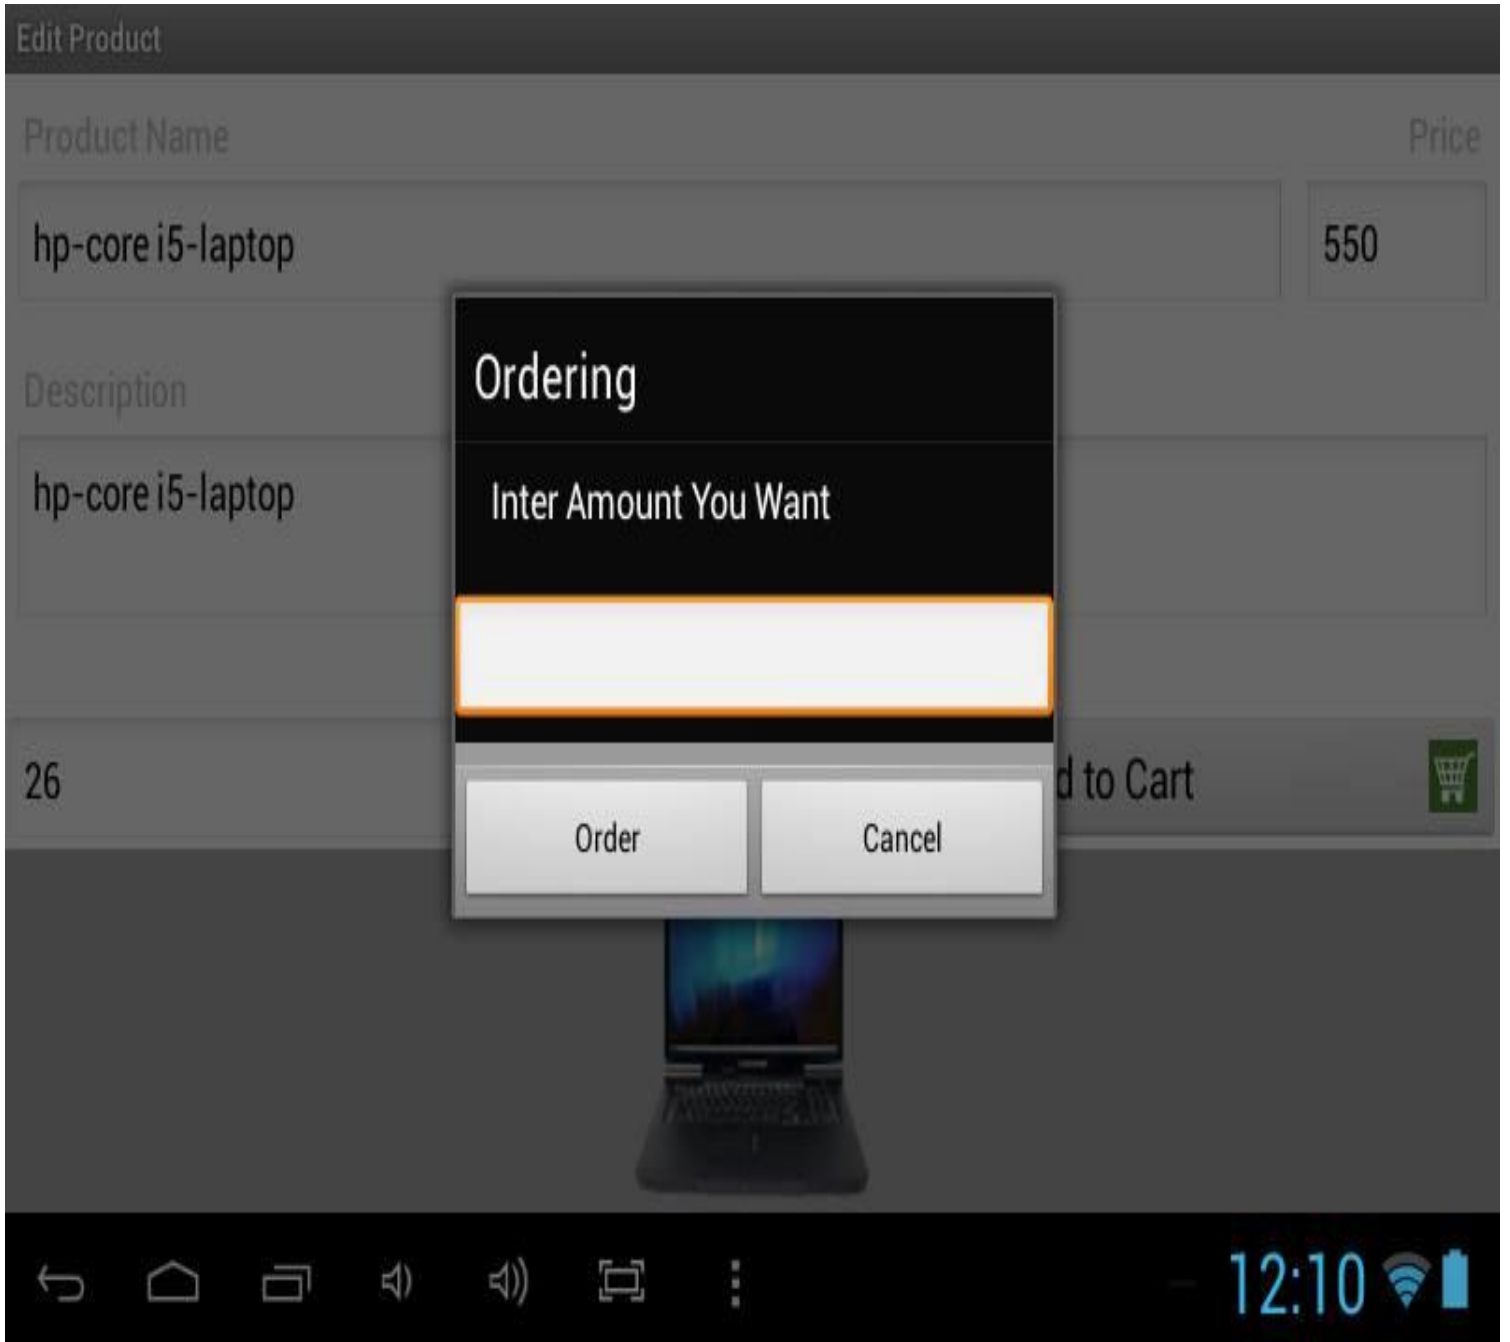 Edit Product
Product Name
Price
hp-core i5-laptop
550
Description
hp-core i5-laptop
Ordering
Inter Amount You Want
26
d to Cart
Order
Cancel
12:10